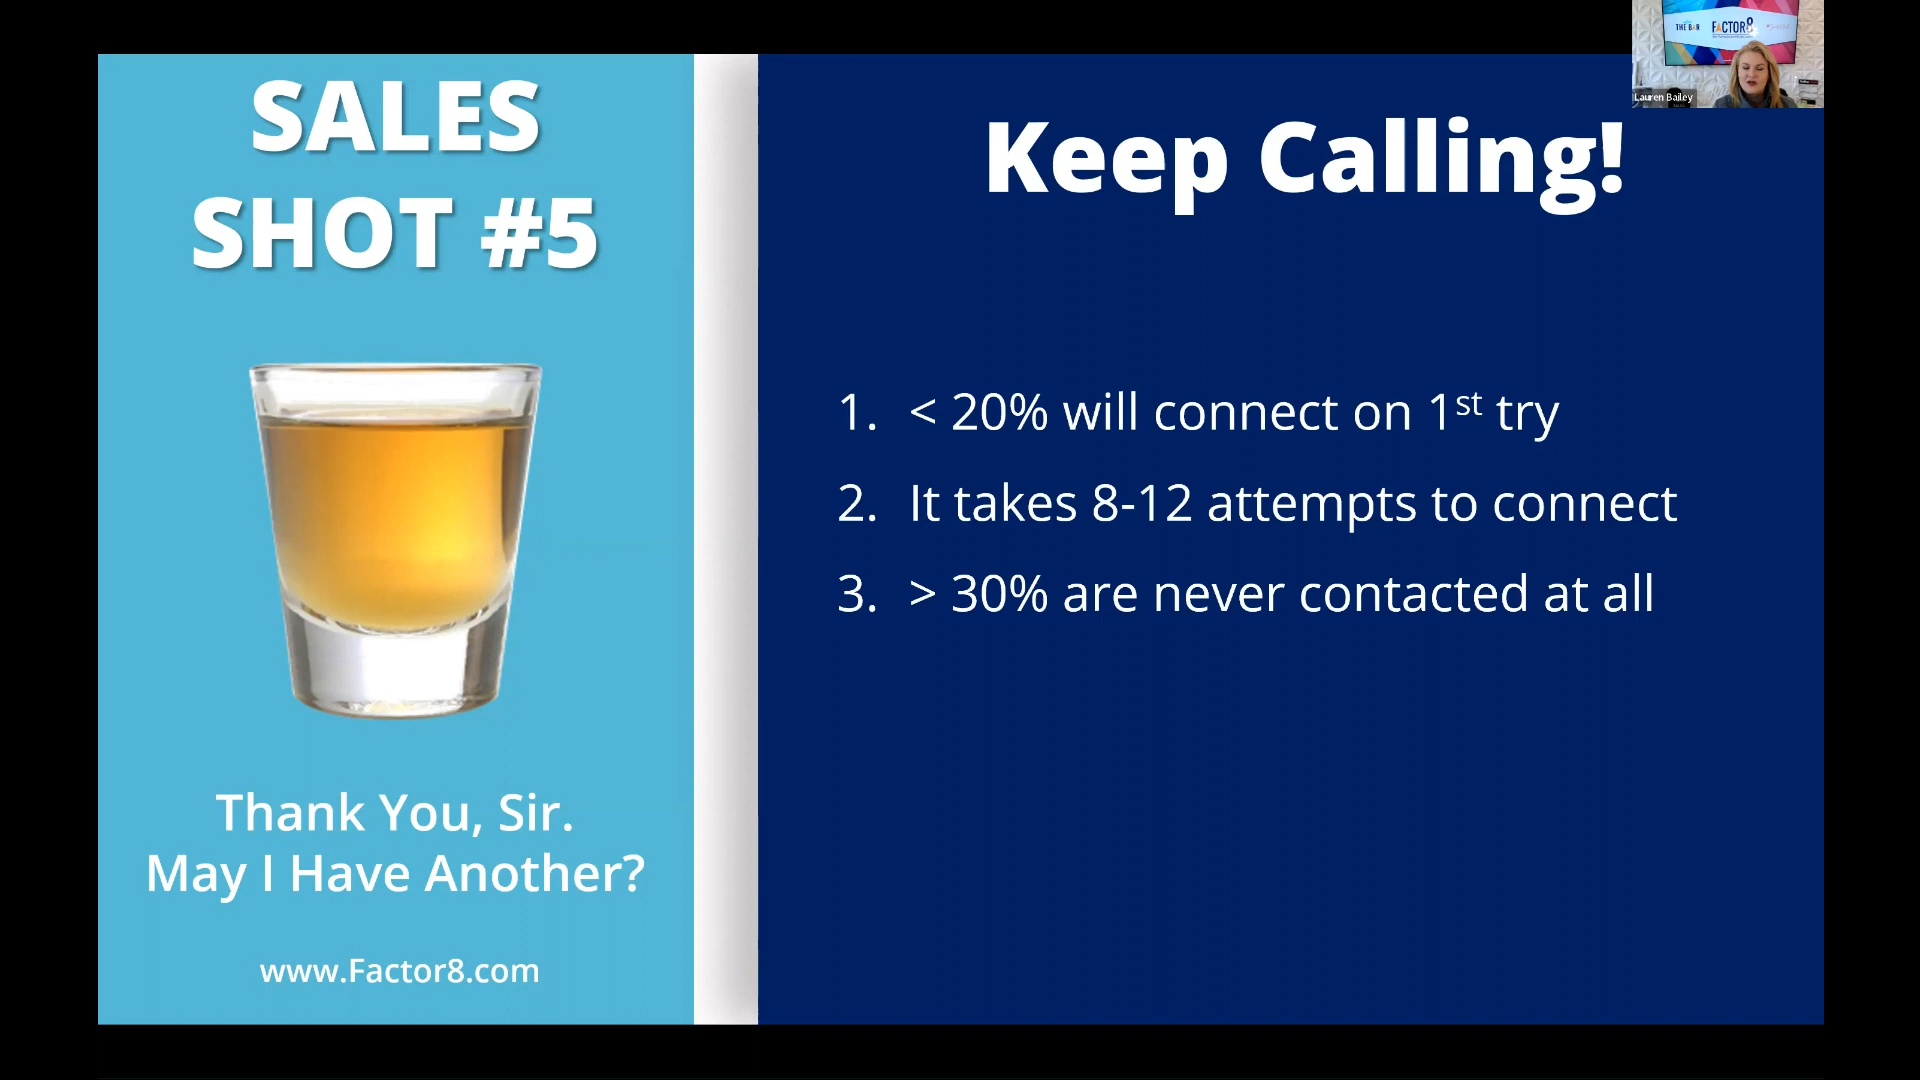 SALES
SHOT #5
Thank You, Sir.
May I Have Another?
www.Factor8.com
Keep Calling!
1. < 20% will connect on 1st try
2. It takes 8-12 attempts to connect
3. > 30% are never contacted at all
THE BAR
FACTOR8
Lauren Bailey